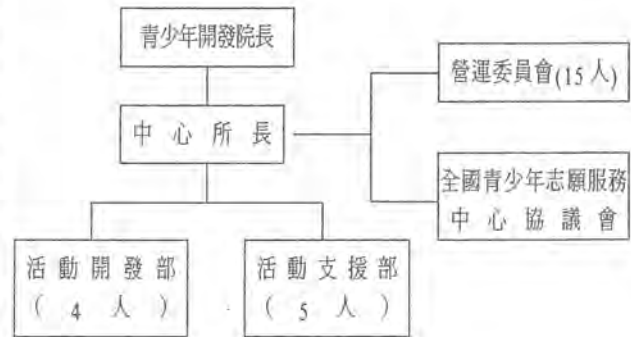 青少年開發院長
營運委員會(15人)
中心所長
全國青少年志願服務
中心協議會
活動開發部
(4人)
活動支援部
(5人)